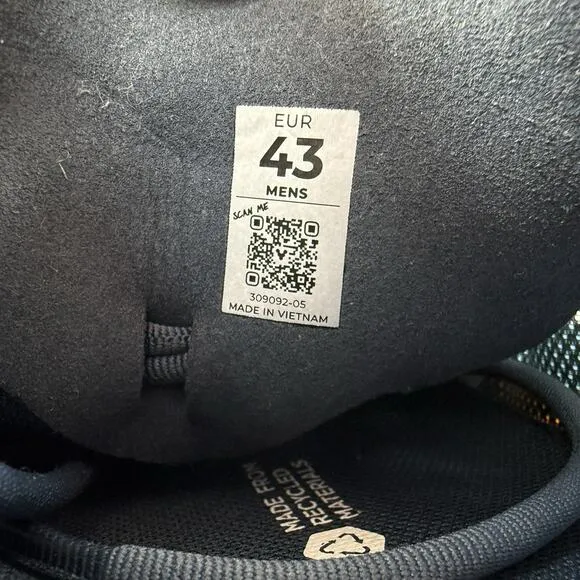 EUR
43
MENS
SCAN ME
309092-05
MADE IN VIETNAM
MADE FROM
RECYCLED
MATERIALS